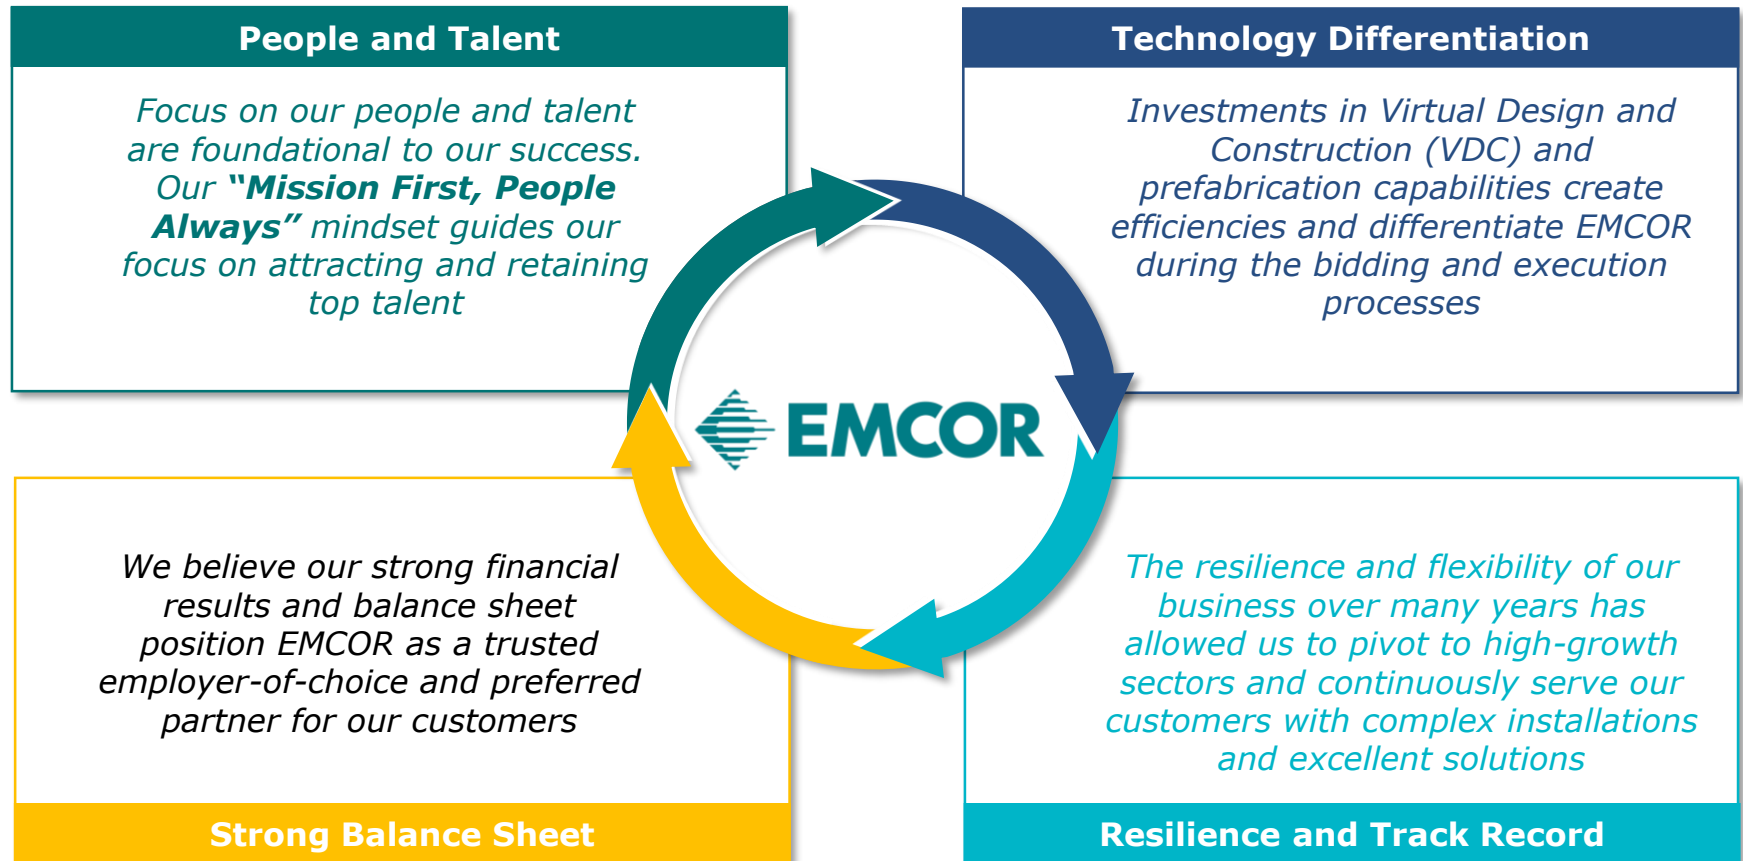 People and Talent
Focus on our people and talent
are foundational to our success.
Our “Mission First, People
Always” mindset guides our
focus on attracting and retaining
top talent
Technology Differentiation
Investments in Virtual Design and
Construction (VDC) and
prefabrication capabilities create
efficiencies and differentiate EMCOR
during the bidding and execution
processes
EMCOR
We believe our strong financial
results and balance sheet
position EMCOR as a trusted
employer-of-choice and preferred
partner for our customers
Strong Balance Sheet
The resilience and flexibility of our
business over many years has
allowed us to pivot to high-growth
sectors and continuously serve our
customers with complex installations
and excellent solutions
Resilience and Track Record